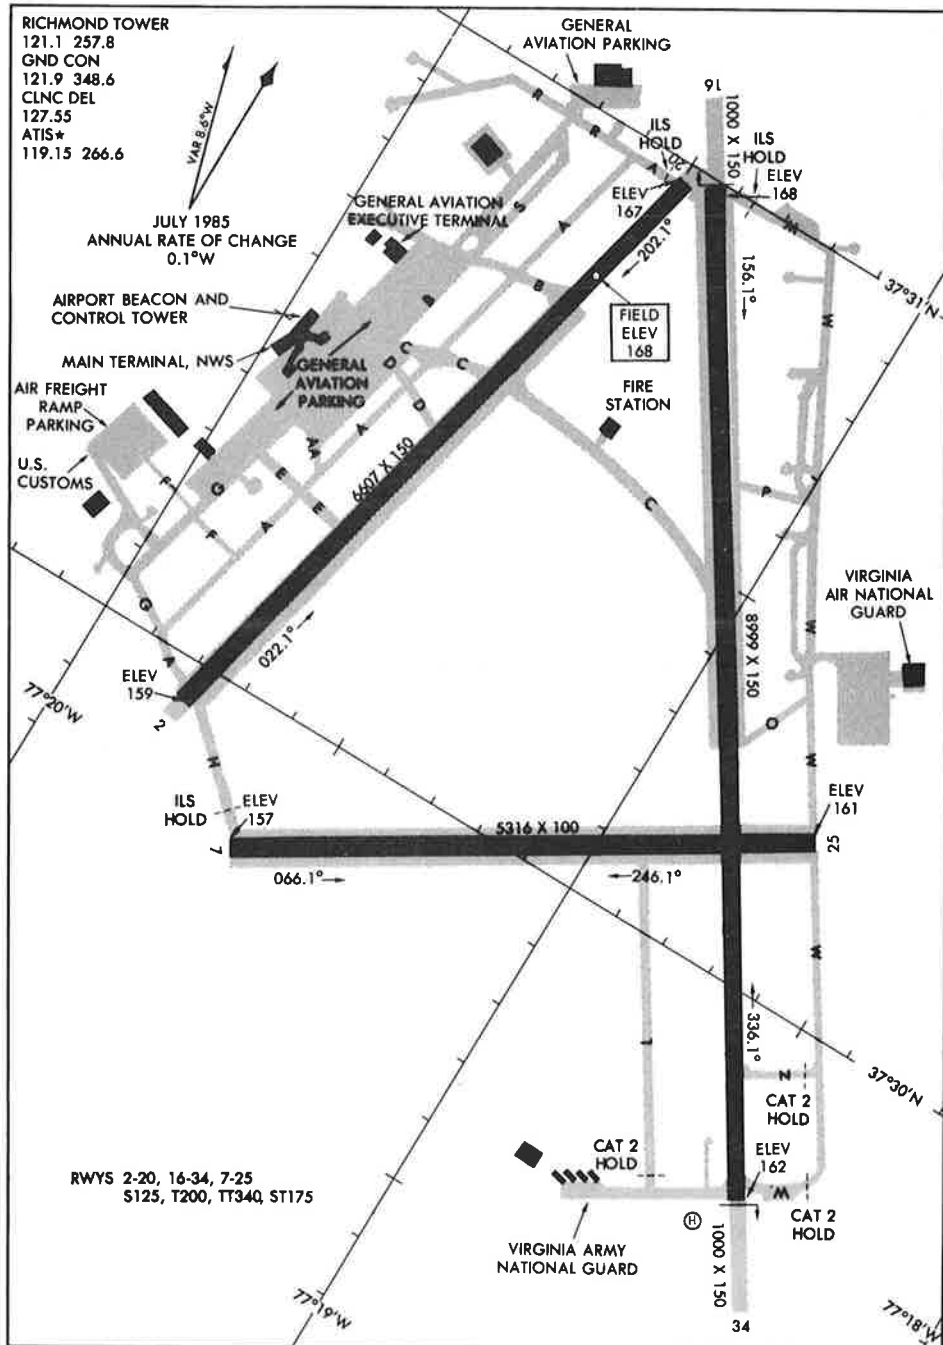 RICHMOND TOWER
121.1 257.8
GND CON
121.9 348.6
CLNC DEL
127.55
ATIS★
119.15 266.6
VAR 8.6°W
JULY 1985
ANNUAL RATE OF CHANGE
0.1°W
GENERAL
AVIATION PARKING
R
R
A
ILS
HOLD
20
16
1000 X 150
ILS
HOLD
ELEV
168
ELEV
167
W
37°31'N
GENERAL AVIATION
EXECUTIVE TERMINAL
S
A
B
B
202.1°
156.1°
W
FIELD
ELEV
168
AIRPORT BEACON AND
CONTROL TOWER
MAIN TERMINAL, NWS
GENERAL
AVIATION
PARKING
C
C
D
D
FIRE
STATION
AIR FREIGHT
RAMP
PARKING
U.S.
CUSTOMS
AA
A
A
E
E
F
F
G
6607 X 150
C
P
VIRGINIA
AIR NATIONAL
GUARD
8999 X 150
W
G
A
022.1°
ELEV
159
2
77°20'W
O
W
H
ILS
HOLD
ELEV
157
7
5316 X 100
ELEV
161
25
066.1°
246.1°
W
L
336.1°
N
37°30'N
CAT 2
HOLD
CAT 2
HOLD
ELEV
162
W
CAT 2
HOLD
RWYS 2-20, 16-34, 7-25
S125, T200, TT340, ST175
H
VIRGINIA ARMY
NATIONAL GUARD
1000 X 150
34
77°19'W
77°18'W